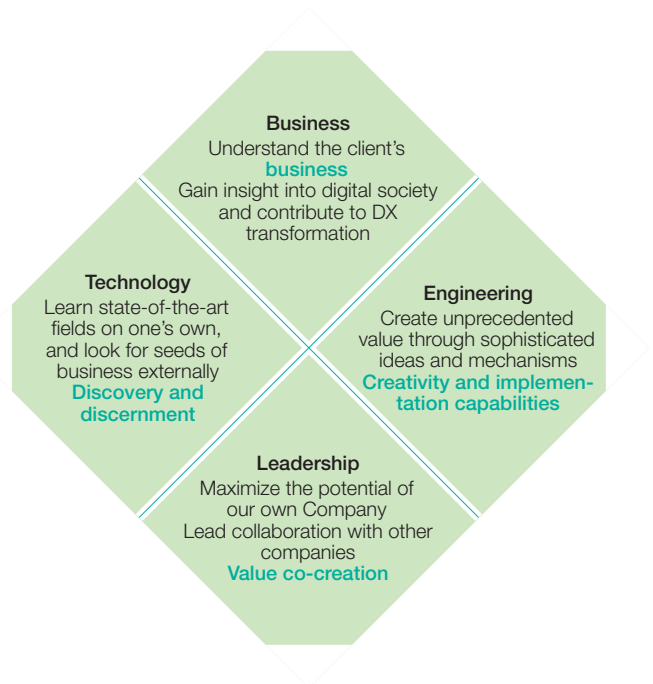 Business
Understand the client's
business
Gain insight into digital society
and contribute to DX
transformation
Technology
Learn state-of-the-art
fields on one's own,
and look for seeds of
business externally
Discovery and
discernment
Engineering
Create unprecedented
value through sophisticated
ideas and mechanisms
Creativity and implemen-
tation capabilities
Leadership
Maximize the potential of
our own Company
Lead collaboration with other
companies
Value co-creation